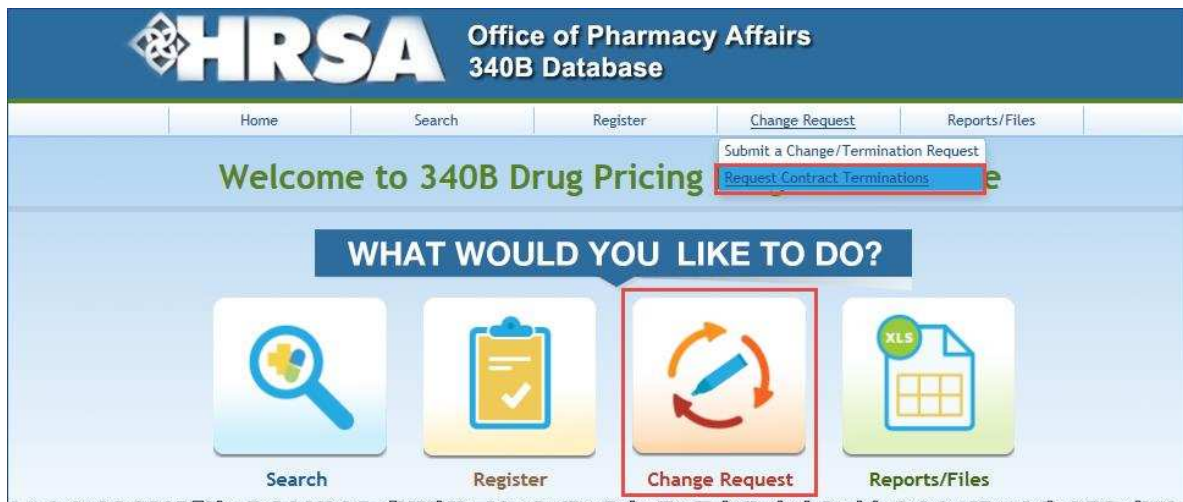 HRSA
Office of Pharmacy Affairs
340B Database
Home Search Register Change Request Reports/Files
Submit a Change/Termination Request
Request Contract Terminations
Welcome to 340B Drug Pricing
WHAT WOULD YOU LIKE TO DO?
XLS
Search Register Change Request Reports/Files